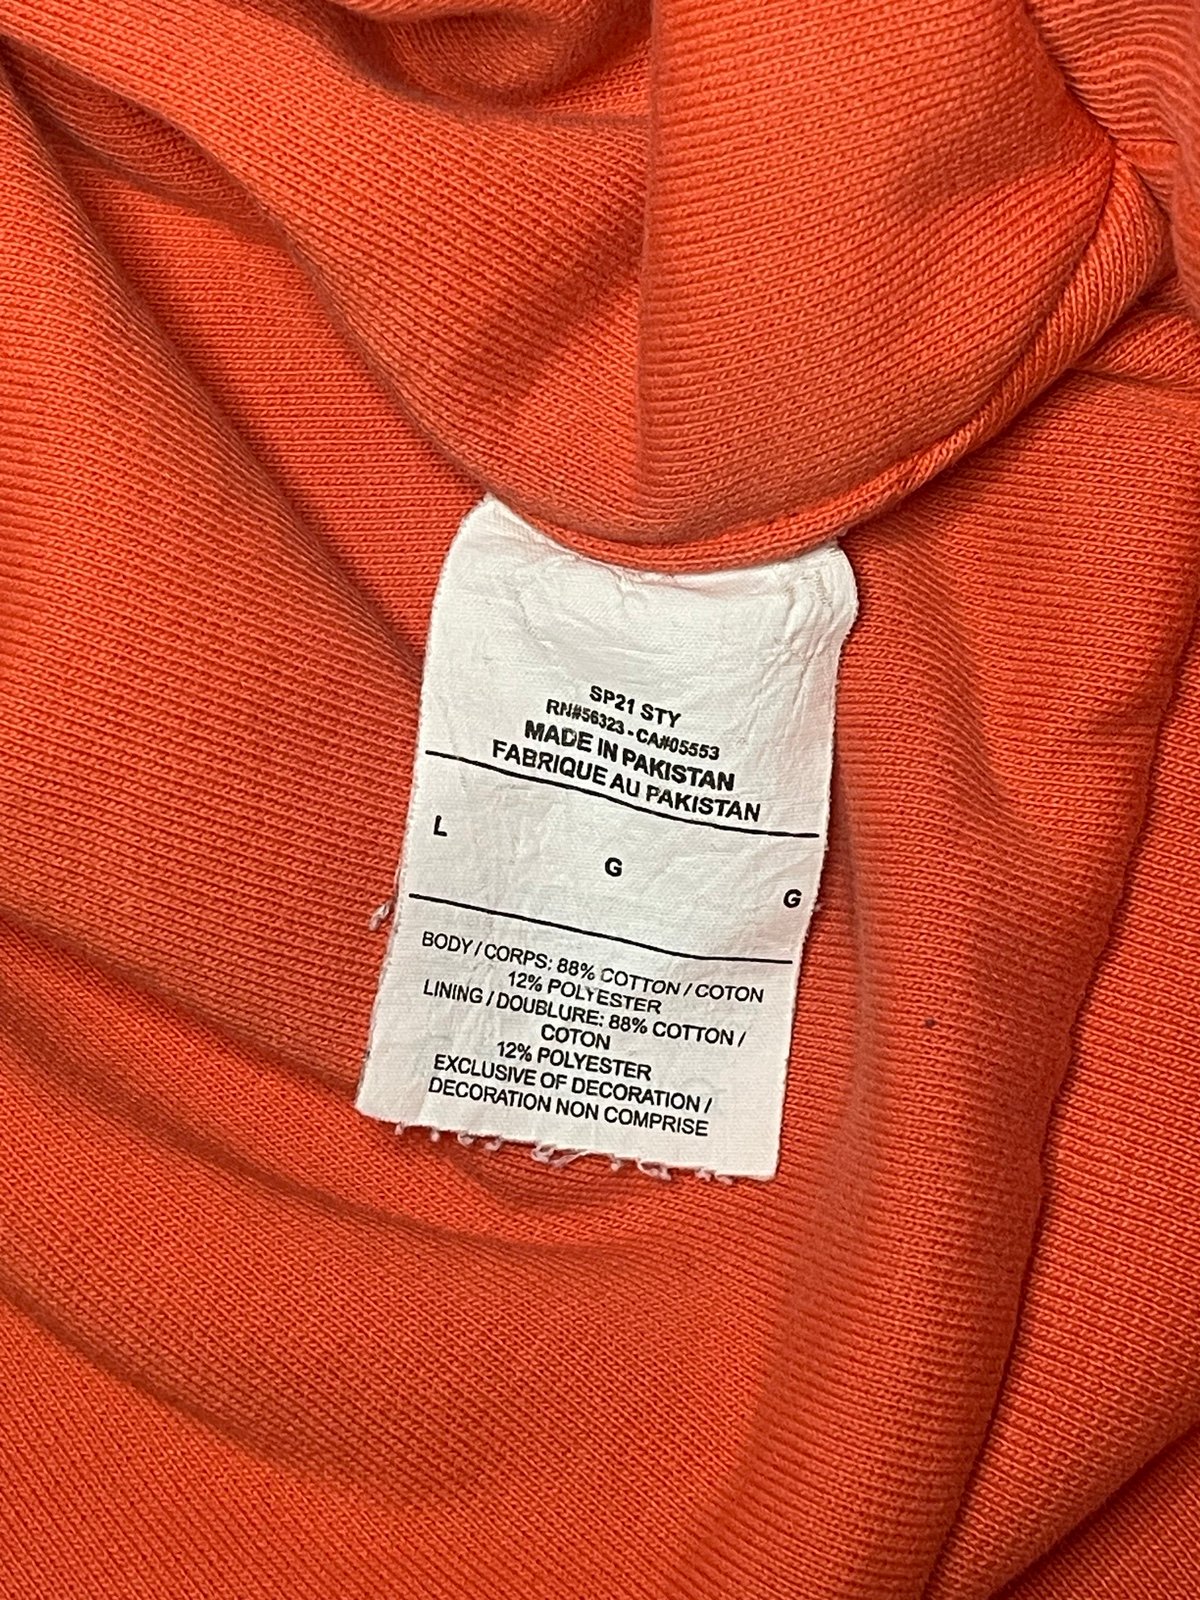 SP21 STY
RN#56323 - CA#05553
MADE IN PAKISTAN
FABRIQUE AU PAKISTAN
L G G
BODY / CORPS: 88% COTTON / COTON
12% POLYESTER
LINING / DOUBLURE: 88% COTTON /
COTON
12% POLYESTER
EXCLUSIVE OF DECORATION /
DECORATION NON COMPRISE